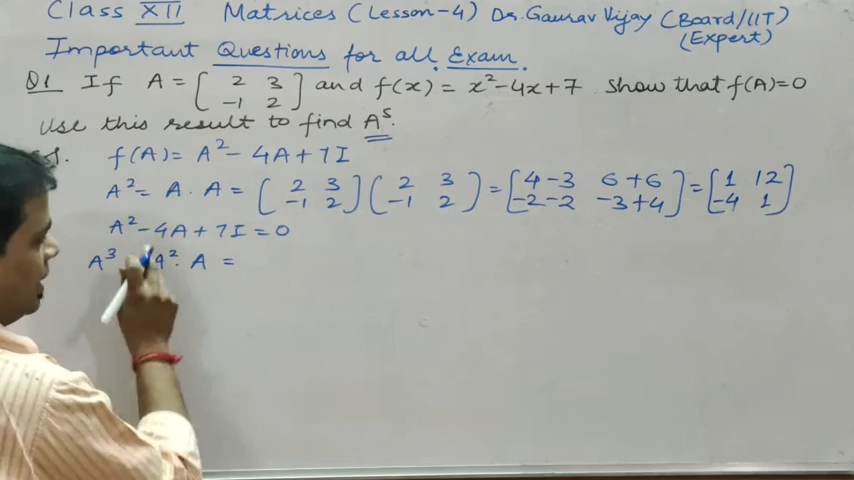 Class XII Matrices (Lesson-4) Dr. Gaurav Vijay (Board/IIT)
(Expert)
Important Questions for all Exam.
Q1 If A = [2 3 -1 2] and f(x) = x²-4x+7 show that f(A)=0
Use this result to find A⁵.
f(A) = A² - 4A + 7I
A² = A . A = [2 3 -1 2] [2 3 -1 2] = [4-3 6+6 -2-2 -3+4] = [1 12 -4 1]
A² - 4A + 7I = 0
A³ A² . A =